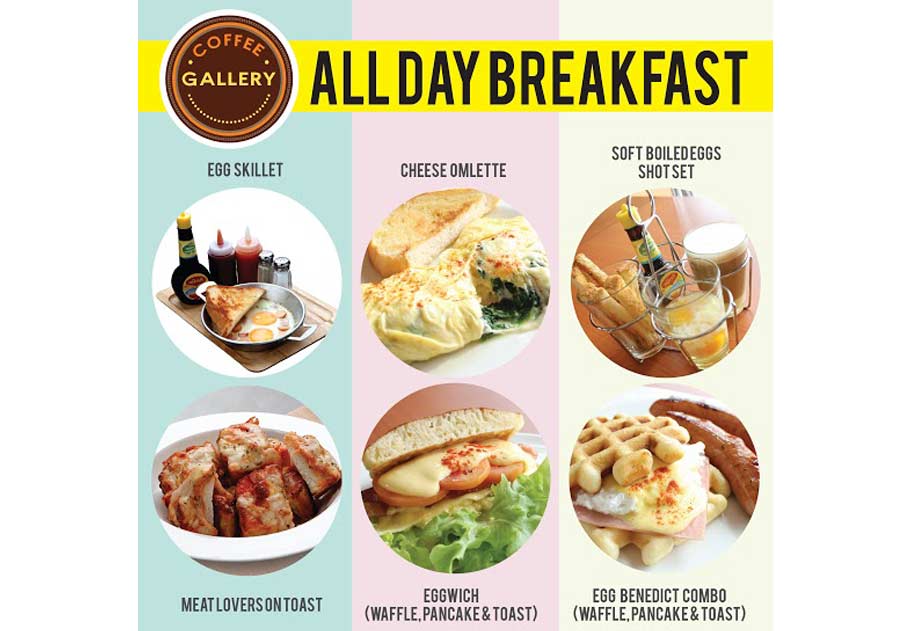 COFFEE
GALLERY
ALL DAY BREAKFAST
EGG SKILLET
CHEESE OMLETTE
SOFT BOILED EGGS
SHOT SET
MEAT LOVERS ON TOAST
EGGWICH
(WAFFLE, PANCAKE & TOAST)
EGG BENEDICT COMBO
(WAFFLE, PANCAKE & TOAST)